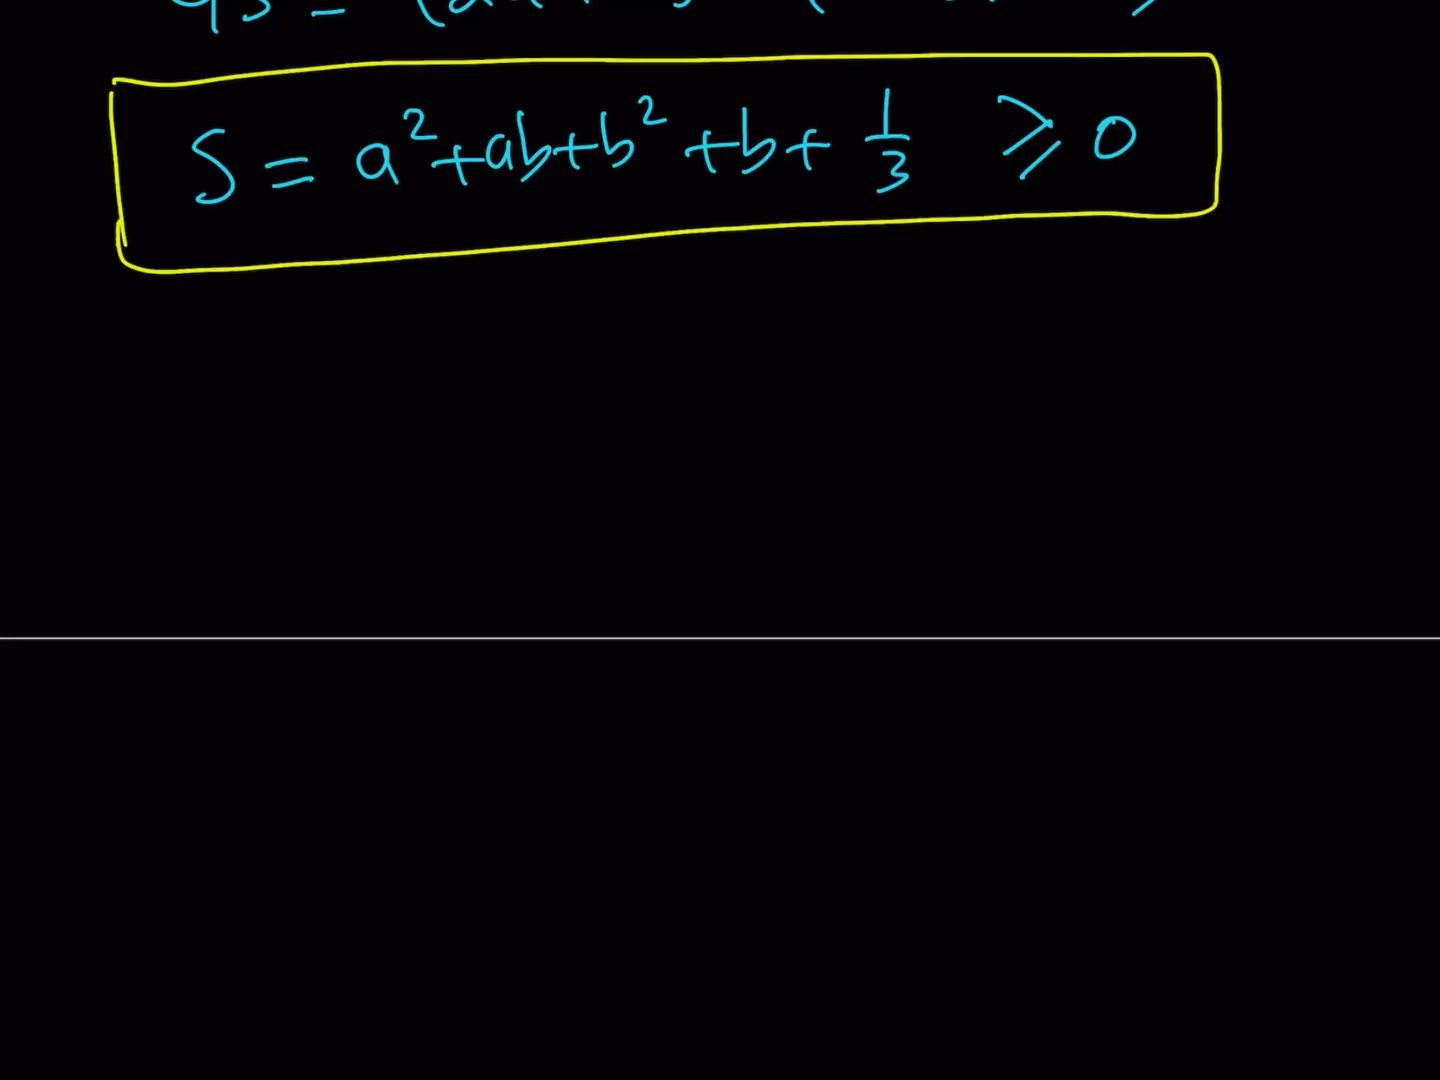 S = a² + ab + b² + b + 1/3 ⩾ 0